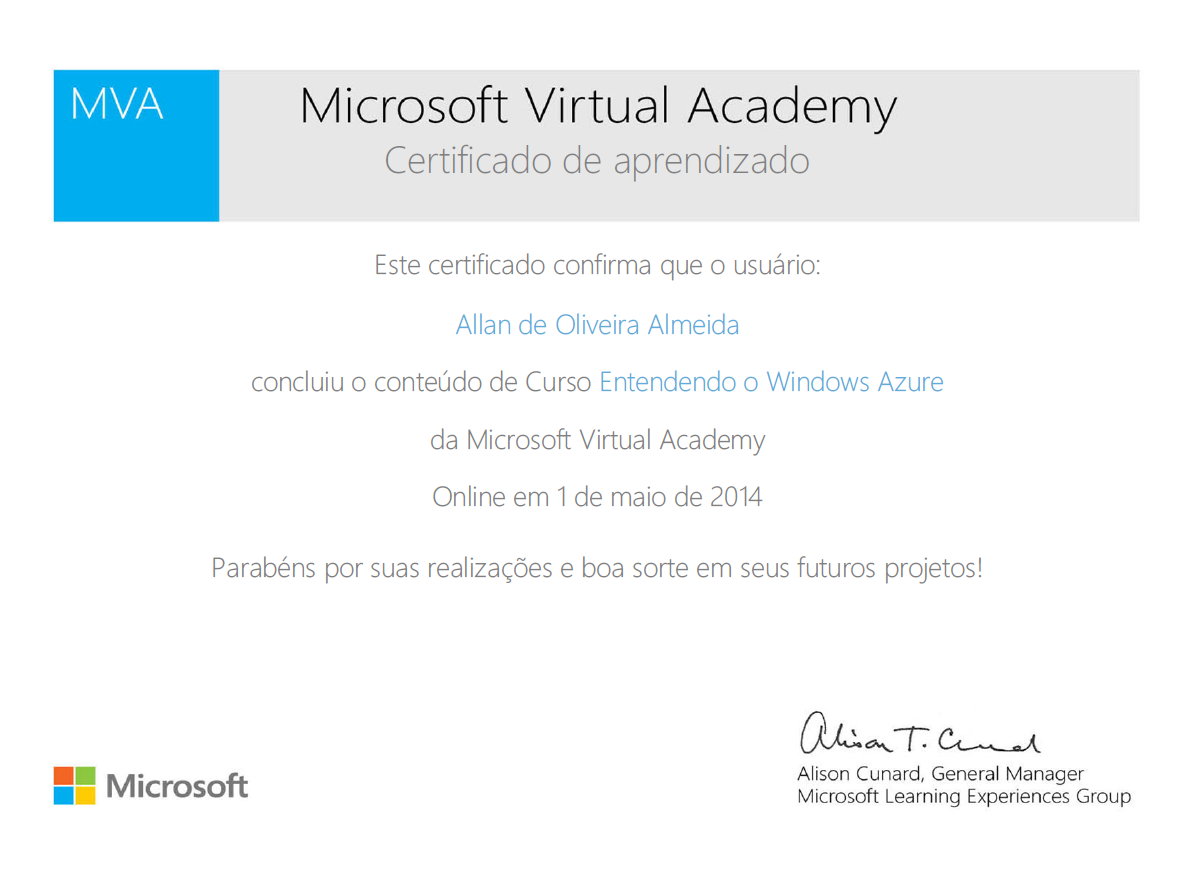 MVA
Microsoft Virtual Academy
Certificado de aprendizado
Este certificado confirma que o usuário:
Allan de Oliveira Almeida
concluiu o conteúdo de Curso Entendendo o Windows Azure
da Microsoft Virtual Academy
Online em 1 de maio de 2014
Parabéns por suas realizações e boa sorte em seus futuros projetos!
Alison T. Cunard
Alison Cunard, General Manager
Microsoft Learning Experiences Group
Microsoft